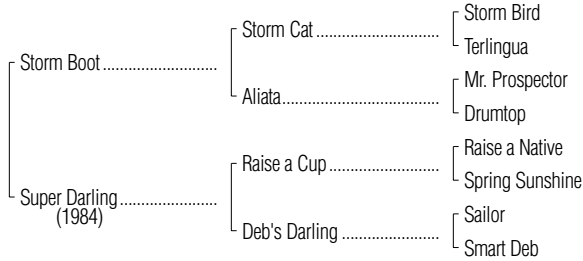 Storm Bird
Storm Cat
Terlingua
Storm Boot
Mr. Prospector
Aliata
Drumtop
Raise a Native
Raise a Cup
Spring Sunshine
Super Darling
(1984)
Sailor
Deb's Darling
Smart Deb